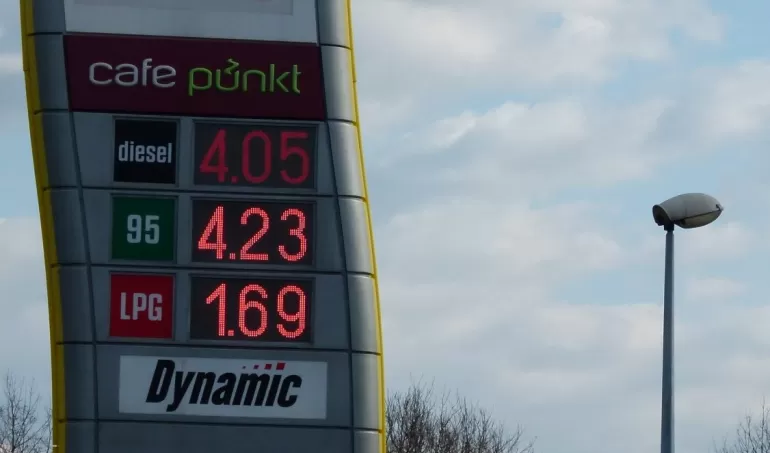 cafe punkt
diesel 4.05
95 4.23
LPG 1.69
Dynamic